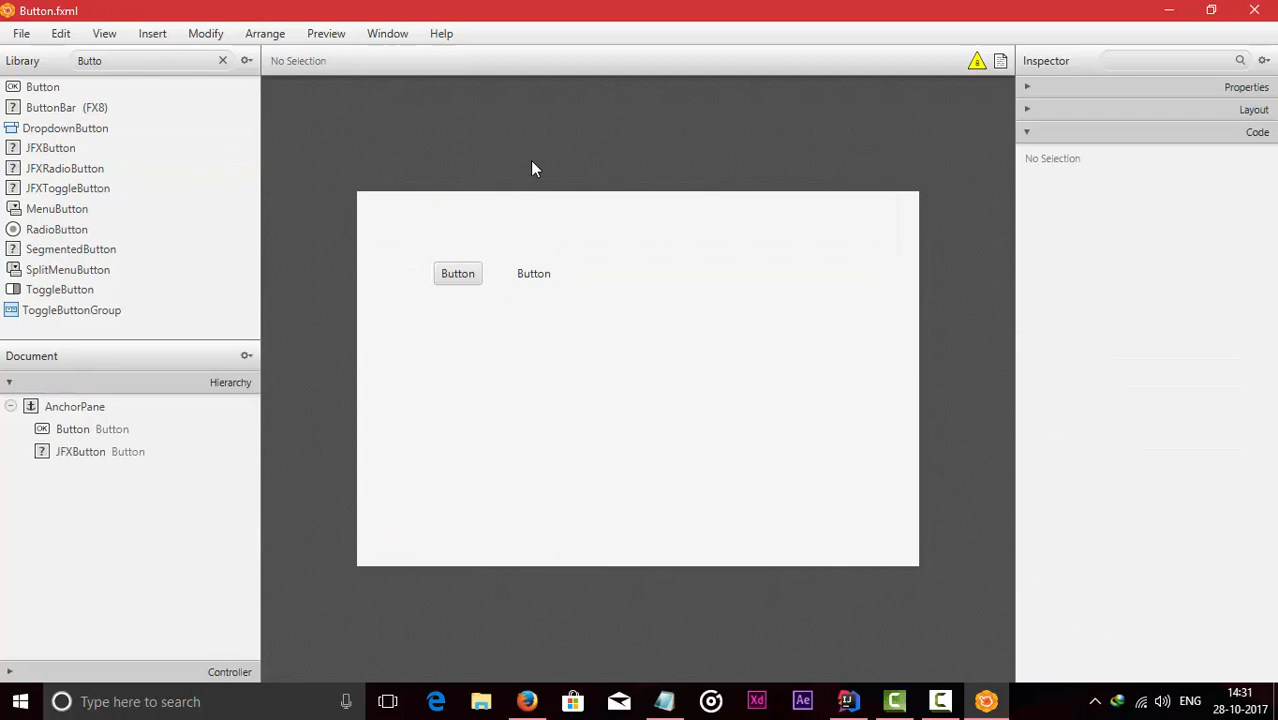 Button.fxml
File Edit View Insert Modify Arrange Preview Window Help
Library Butto
No Selection
Inspector
Button
ButtonBar (FX8)
DropdownButton
JFXButton
JFXRadioButton
JFXToggleButton
MenuButton
RadioButton
SegmentedButton
SplitMenuButton
ToggleButton
ToggleButtonGroup
Document
Hierarchy
AnchorPane
Button Button
JFXButton Button
Controller
Button Button
Properties
Layout
Code
No Selection
Type here to search
Xd
Ae
ENG
14:31
28-10-2017